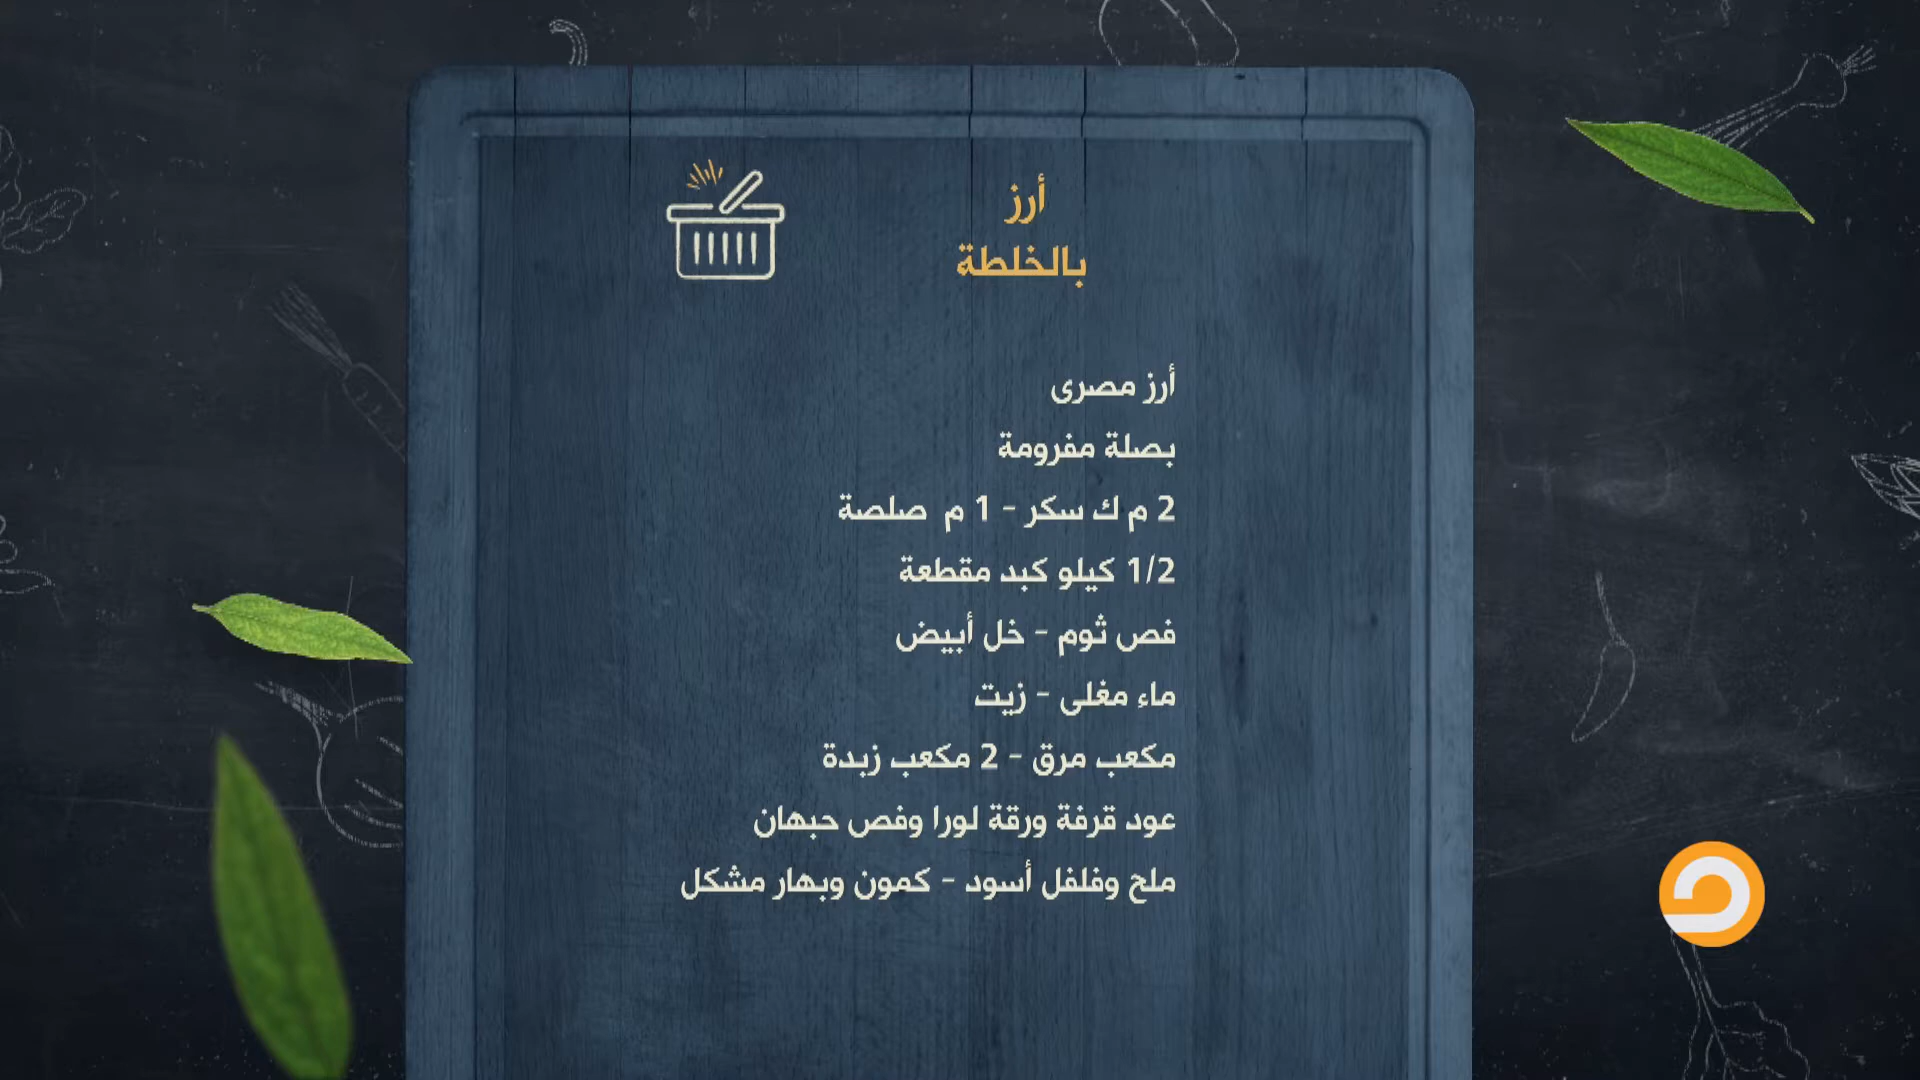 أرز
بالخلطة
أرز مصرى
بصلة مفرومة
2 م ك سكر - 1 م صلصة
1/2 كيلو كبد مقطعة
فص ثوم - خل أبيض
ماء مغلى - زيت
مكعب مرق - 2 مكعب زبدة
عود قرفة ورقة لورا وفص حبهان
ملح وفلفل أسود - كمون وبهار مشكل